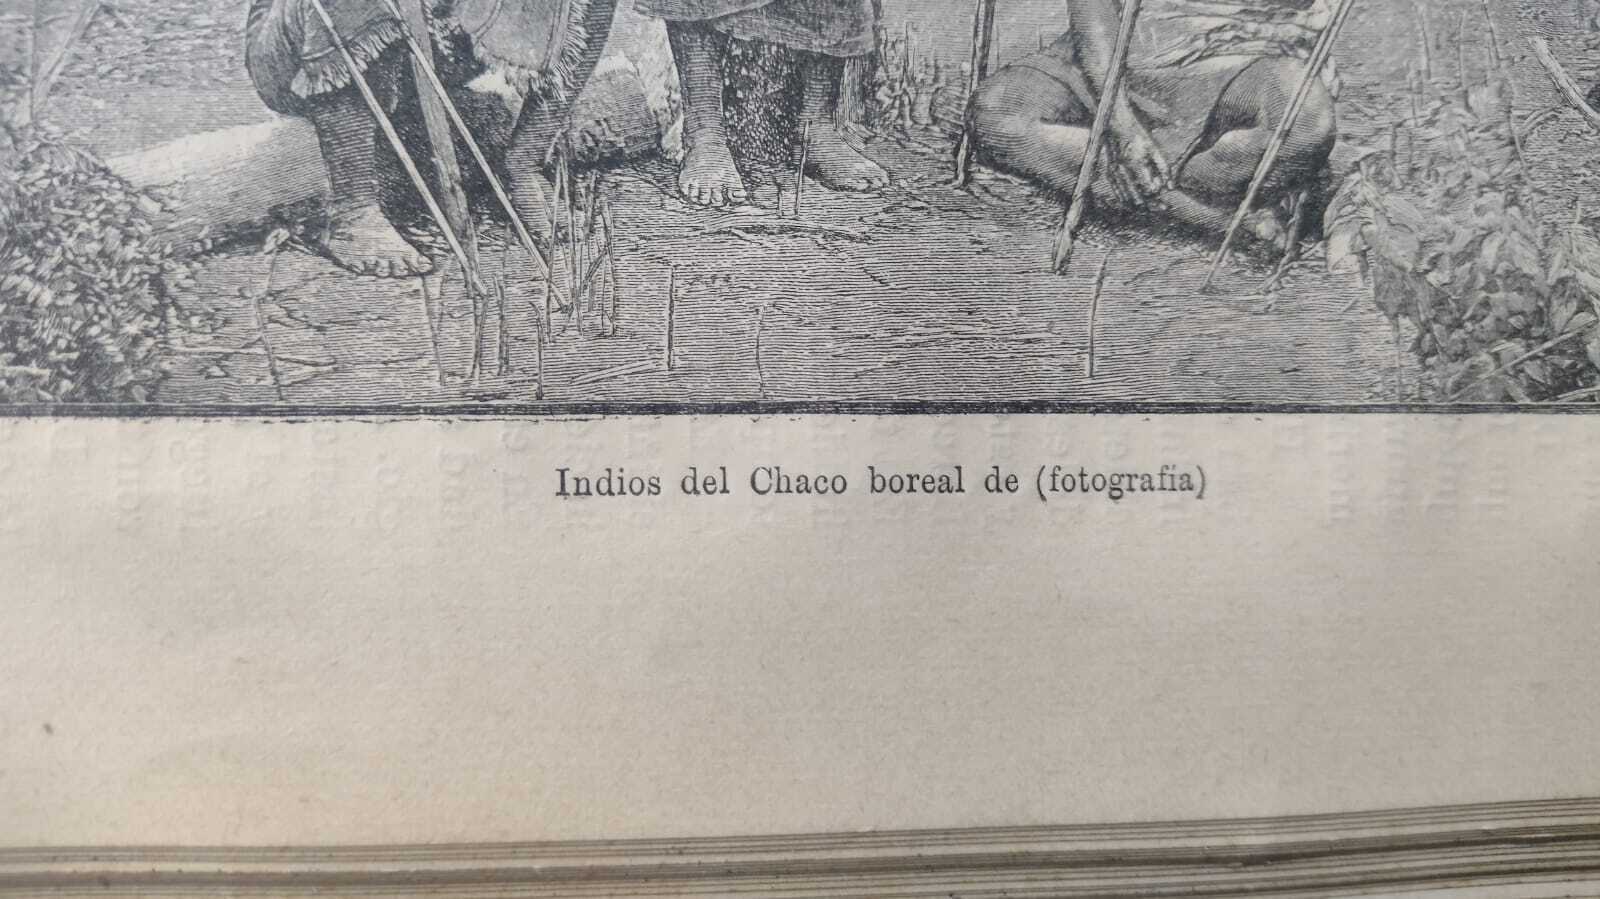 Indios del Chaco boreal de (fotografía)